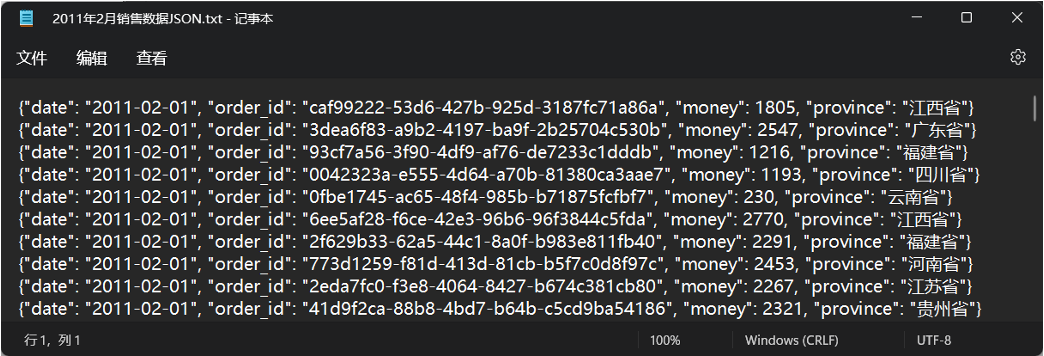 2011年2月销售数据JSON.txt - 记事本
文件 编辑 查看
{"date": "2011-02-01", "order_id": "caf99222-53d6-427b-925d-3187fc71a86a", "money": 1805, "province": "江西省"}
{"date": "2011-02-01", "order_id": "3dea6f83-a9b2-4197-ba9f-2b25704c530b", "money": 2547, "province": "广东省"}
{"date": "2011-02-01", "order_id": "93cf7a56-3f90-4df9-af76-de7233c1dddb", "money": 1216, "province": "福建省"}
{"date": "2011-02-01", "order_id": "0042323a-e555-4d64-a70b-81380ca3aae7", "money": 1193, "province": "四川省"}
{"date": "2011-02-01", "order_id": "0fbe1745-ac65-48f4-985b-b71875fcfbf7", "money": 230, "province": "云南省"}
{"date": "2011-02-01", "order_id": "6ee5af28-f6ce-42e3-96b6-96f3844c5fda", "money": 2770, "province": "江西省"}
{"date": "2011-02-01", "order_id": "2f629b33-62a5-44c1-8a0f-b983e811fb40", "money": 2291, "province": "福建省"}
{"date": "2011-02-01", "order_id": "773d1259-f81d-413d-81cb-b5f7c0d8f97c", "money": 2453, "province": "河南省"}
{"date": "2011-02-01", "order_id": "2eda7fc0-f3e8-4064-8427-b674c381cb80", "money": 2267, "province": "江苏省"}
{"date": "2011-02-01", "order_id": "41d9f2ca-88b8-4bd7-b64b-c5cd9ba54186", "money": 2321, "province": "贵州省"}
行 1，列 1 100% Windows (CRLF) UTF-8